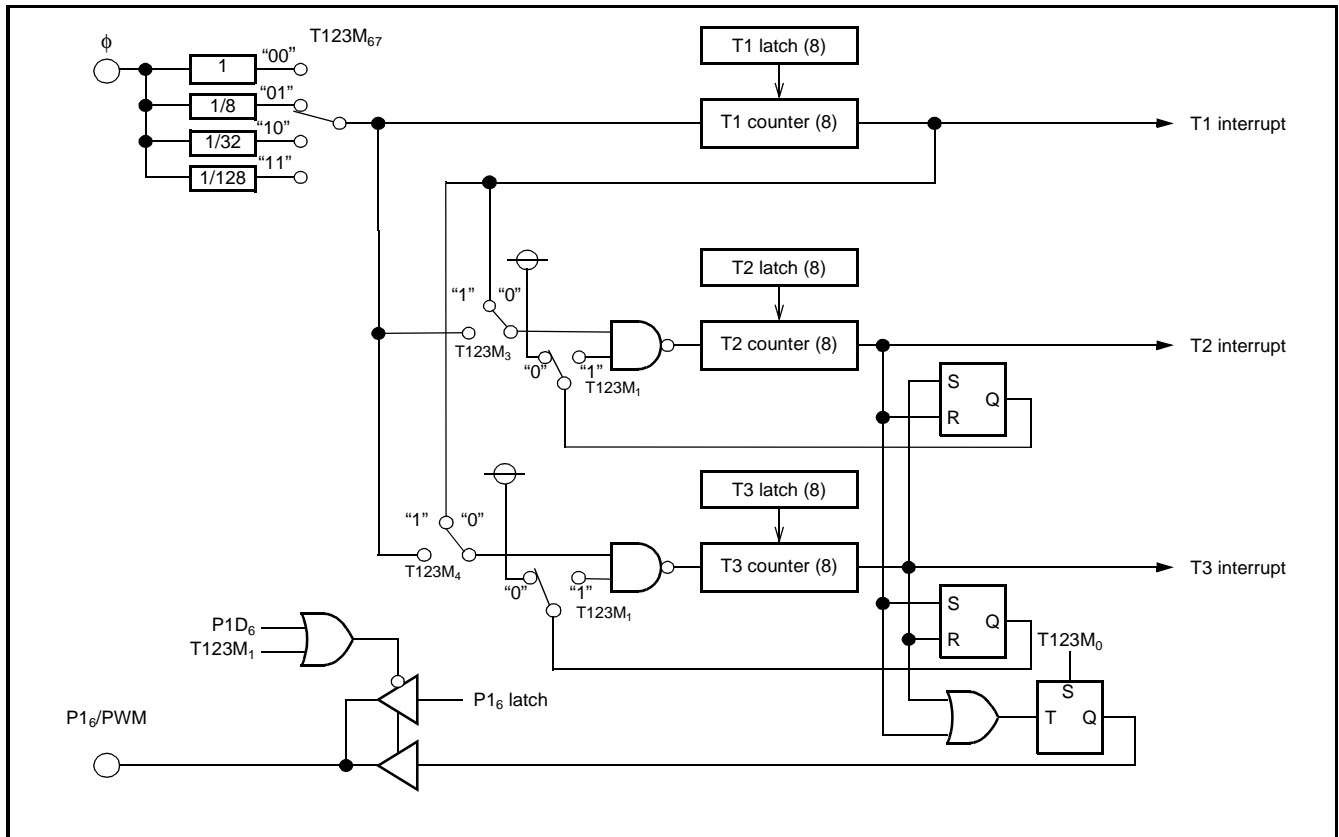 ϕ
T123M67
1
“00”
1/8
“01”
1/32
“10”
1/128
“11”
T1 latch (8)
T1 counter (8)
T1 interrupt
T2 latch (8)
“1” “0”
T123M3
T2 counter (8)
T2 interrupt
“0” “1” T123M1
S
R
Q
T3 latch (8)
“1” “0”
T123M4
T3 counter (8)
T3 interrupt
“0” “1”
T123M1
S
R
Q
P1D6
T123M1
T123M0
P16 latch
S
T
Q
P16/PWM